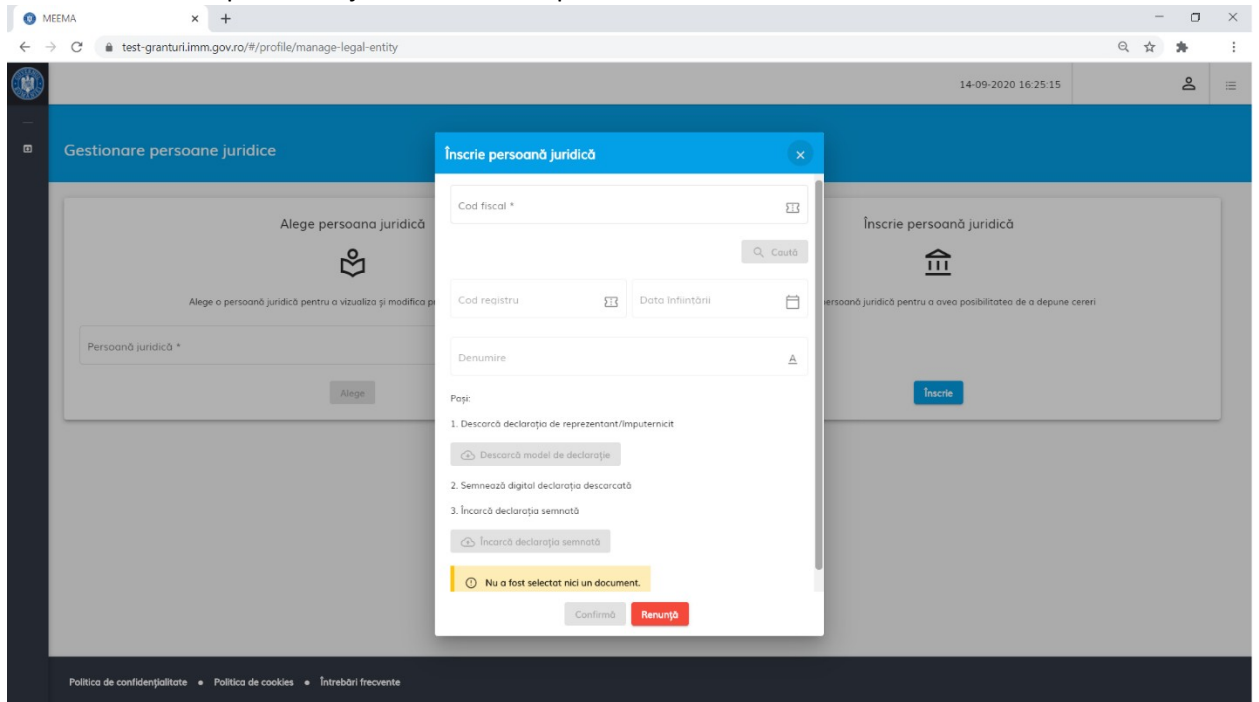 MEEMA
test-granturi.imm.gov.ro/#/profile/manage-legal-entity
14-09-2020 16:25:15
Gestionare persoane juridice
Alege persoana juridică
Alege o persoană juridică pentru a vizualiza și modifica
Persoană juridică *
Alege
Înscrie persoană juridică
persoană juridică pentru a avea posibilitatea de a depune cereri
Înscrie
Înscrie persoană juridică
Cod fiscal *
Caută
Cod registru
Data înființării
Denumire
Pași:
1. Descarcă declarația de reprezentant/împuternicit
Descarcă model de declarație
2. Semnează digital declarația descarcată
3. Încarcă declarația semnată
Încarcă declarația semnată
Nu a fost selectat nici un document.
Confirmă
Renunță
Politica de confidențialitate • Politica de cookies • Întrebări frecvente